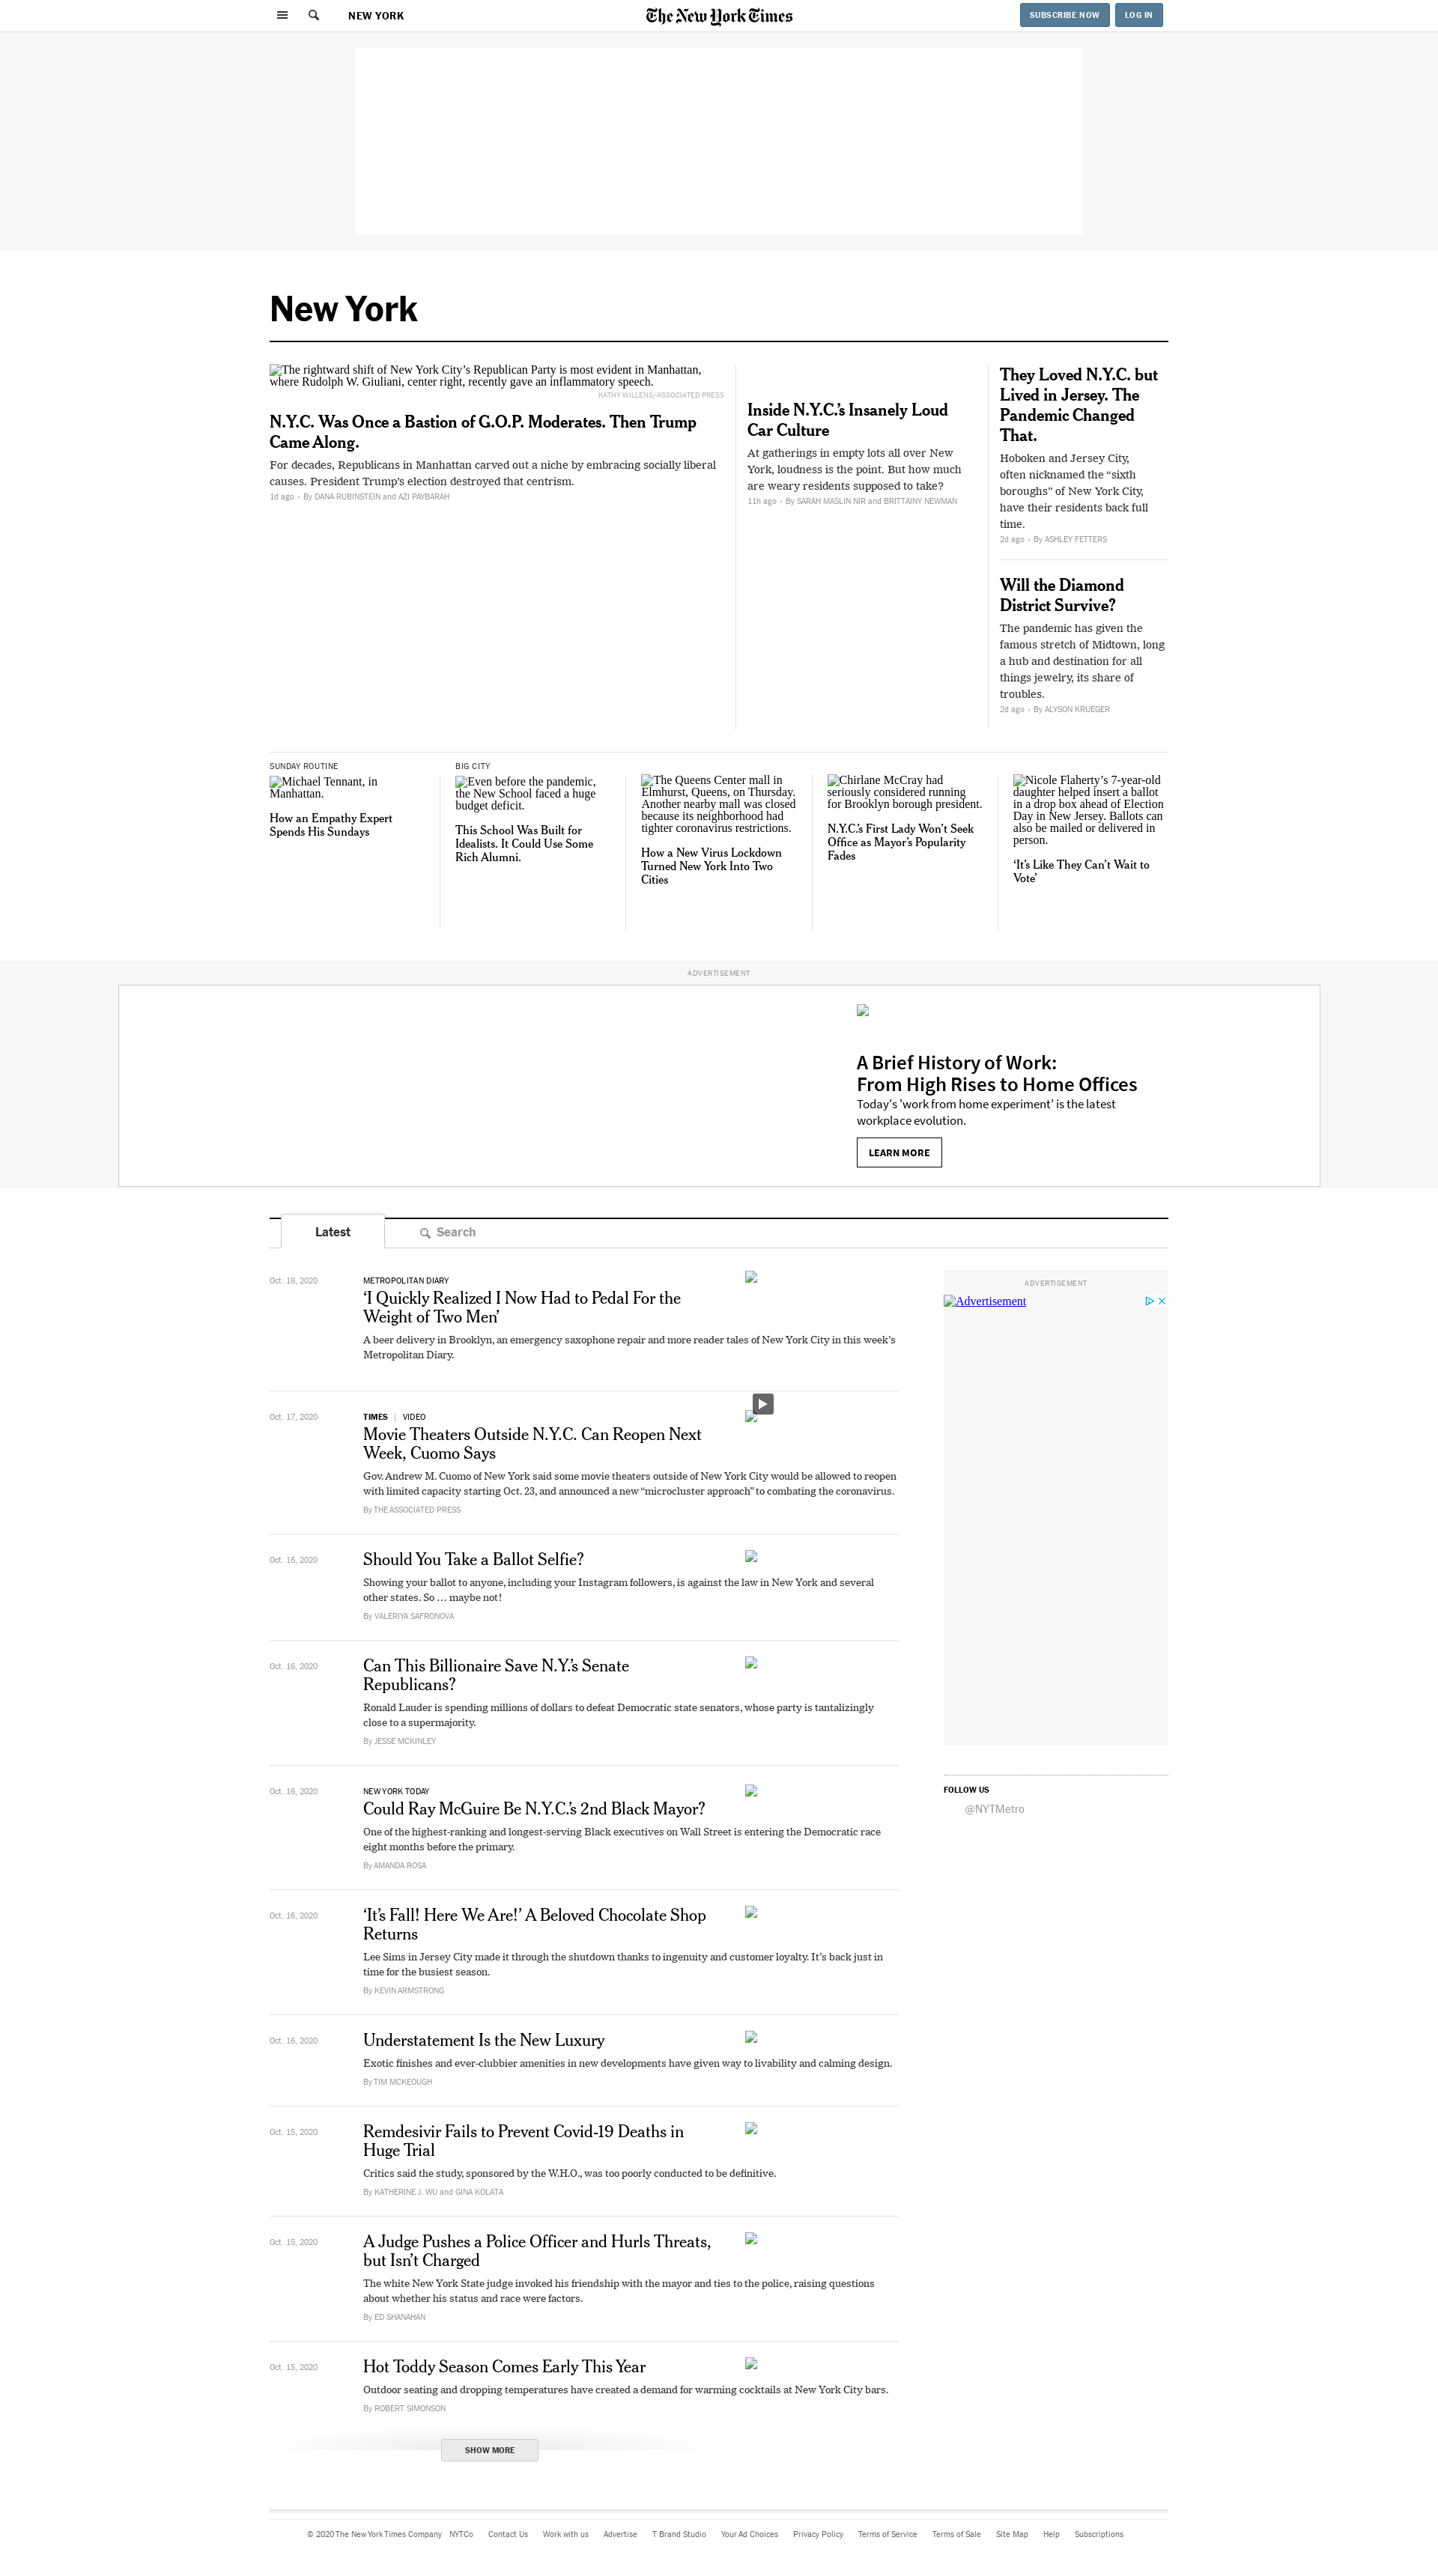 NEW YORK
The New York Times
SUBSCRIBE NOW
LOG IN
New York
The rightward shift of New York City’s Republican Party is most evident in Manhattan,
where Rudolph W. Giuliani, center right, recently gave an inflammatory speech.
KATHY WILLENS/ASSOCIATED PRESS
N.Y.C. Was Once a Bastion of G.O.P. Moderates. Then Trump
Came Along.
For decades, Republicans in Manhattan carved out a niche by embracing socially liberal
causes. President Trump’s election destroyed that centrism.
1d ago • By DANA RUBINSTEIN and AZI PAYBARAH
Inside N.Y.C.’s Insanely Loud
Car Culture
At gatherings in empty lots all over New
York, loudness is the point. But how much
are weary residents supposed to take?
11h ago • By SARAH MASLIN NIR and BRITTAINY NEWMAN
They Loved N.Y.C. but
Lived in Jersey. The
Pandemic Changed
That.
Hoboken and Jersey City,
often nicknamed the “sixth
boroughs” of New York City,
have their residents back full
time.
2d ago • By ASHLEY FETTERS
Will the Diamond
District Survive?
The pandemic has given the
famous stretch of Midtown, long
a hub and destination for all
things jewelry, its share of
troubles.
2d ago • By ALYSON KRUEGER
SUNDAY ROUTINE
Michael Tennant, in
Manhattan.
How an Empathy Expert
Spends His Sundays
BIG CITY
Even before the pandemic,
the New School faced a huge
budget deficit.
This School Was Built for
Idealists. It Could Use Some
Rich Alumni.
The Queens Center mall in
Elmhurst, Queens, on Thursday.
Another nearby mall was closed
because its neighborhood had
tighter coronavirus restrictions.
How a New Virus Lockdown
Turned New York Into Two
Cities
Chirlane McCray had
seriously considered running
for Brooklyn borough president.
N.Y.C.’s First Lady Won’t Seek
Office as Mayor’s Popularity
Fades
Nicole Flaherty’s 7-year-old
daughter helped insert a ballot
in a drop box ahead of Election
Day in New Jersey. Ballots can
also be mailed or delivered in
person.
‘It’s Like They Can’t Wait to
Vote’
ADVERTISEMENT
A Brief History of Work:
From High Rises to Home Offices
Today's 'work from home experiment' is the latest
workplace evolution.
LEARN MORE
Latest
Search
Oct. 18, 2020
METROPOLITAN DIARY
‘I Quickly Realized I Now Had to Pedal For the
Weight of Two Men’
A beer delivery in Brooklyn, an emergency saxophone repair and more reader tales of New York City in this week’s
Metropolitan Diary.
ADVERTISEMENT
Advertisement
Oct. 17, 2020
TIMES | VIDEO
Movie Theaters Outside N.Y.C. Can Reopen Next
Week, Cuomo Says
Gov. Andrew M. Cuomo of New York said some movie theaters outside of New York City would be allowed to reopen
with limited capacity starting Oct. 23, and announced a new “microcluster approach” to combating the coronavirus.
By THE ASSOCIATED PRESS
Oct. 16, 2020
Should You Take a Ballot Selfie?
Showing your ballot to anyone, including your Instagram followers, is against the law in New York and several
other states. So … maybe not!
By VALERIYA SAFRONOVA
Oct. 16, 2020
Can This Billionaire Save N.Y.’s Senate
Republicans?
Ronald Lauder is spending millions of dollars to defeat Democratic state senators, whose party is tantalizingly
close to a supermajority.
By JESSE MCKINLEY
Oct. 16, 2020
NEW YORK TODAY
Could Ray McGuire Be N.Y.C.’s 2nd Black Mayor?
One of the highest-ranking and longest-serving Black executives on Wall Street is entering the Democratic race
eight months before the primary.
By AMANDA ROSA
FOLLOW US
@NYTMetro
Oct. 16, 2020
‘It’s Fall! Here We Are!’ A Beloved Chocolate Shop
Returns
Lee Sims in Jersey City made it through the shutdown thanks to ingenuity and customer loyalty. It’s back just in
time for the busiest season.
By KEVIN ARMSTRONG
Oct. 16, 2020
Understatement Is the New Luxury
Exotic finishes and ever-clubbier amenities in new developments have given way to livability and calming design.
By TIM MCKEOUGH
Oct. 15, 2020
Remdesivir Fails to Prevent Covid-19 Deaths in
Huge Trial
Critics said the study, sponsored by the W.H.O., was too poorly conducted to be definitive.
By KATHERINE J. WU and GINA KOLATA
Oct. 15, 2020
A Judge Pushes a Police Officer and Hurls Threats,
but Isn’t Charged
The white New York State judge invoked his friendship with the mayor and ties to the police, raising questions
about whether his status and race were factors.
By ED SHANAHAN
Oct. 15, 2020
Hot Toddy Season Comes Early This Year
Outdoor seating and dropping temperatures have created a demand for warming cocktails at New York City bars.
By ROBERT SIMONSON
SHOW MORE
© 2020 The New York Times Company NYTCo Contact Us Work with us Advertise T Brand Studio Your Ad Choices Privacy Policy Terms of Service Terms of Sale Site Map Help Subscriptions